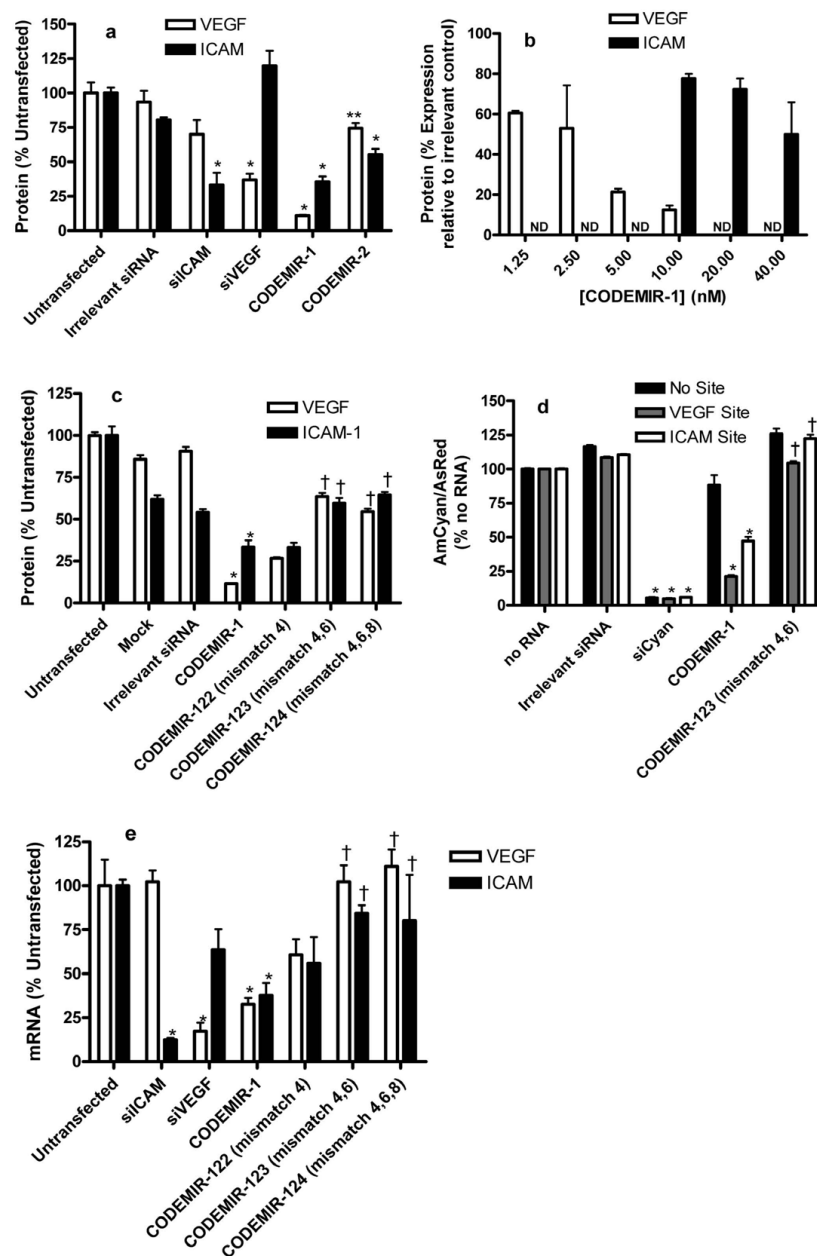 a
VEGF
ICAM
Protein (% Untransfected)
150
125
100
75
50
25
0
* * * * ** *
Untransfected
Irrelevant siRNA
siICAM
siVEGF
CODEMIR-1
CODEMIR-2
b
VEGF
ICAM
Protein (% Expression
relative to irrelevant control)
100
80
60
40
20
0
ND ND ND ND ND
1.25 2.50 5.00 10.00 20.00 40.00
[CODEMIR-1] (nM)
c
VEGF
ICAM-1
Protein (% Untransfected)
125
100
75
50
25
0
* * † † † †
Untransfected
Mock
Irrelevant siRNA
CODEMIR-1
CODEMIR-122 (mismatch 4)
CODEMIR-123 (mismatch 4,6)
CODEMIR-124 (mismatch 4,6,8)
d
No Site
VEGF Site
ICAM Site
AmCyan/AsRed
(% no RNA)
150
125
100
75
50
25
0
* * * * * † †
no RNA
Irrelevant siRNA
siCyan
CODEMIR-1
CODEMIR-123 (mismatch 4,6)
e
VEGF
ICAM
mRNA (% Untransfected)
125
100
75
50
25
0
* * * * † † † †
Untransfected
siICAM
siVEGF
CODEMIR-1
CODEMIR-122 (mismatch 4)
CODEMIR-123 (mismatch 4,6)
CODEMIR-124 (mismatch 4,6,8)